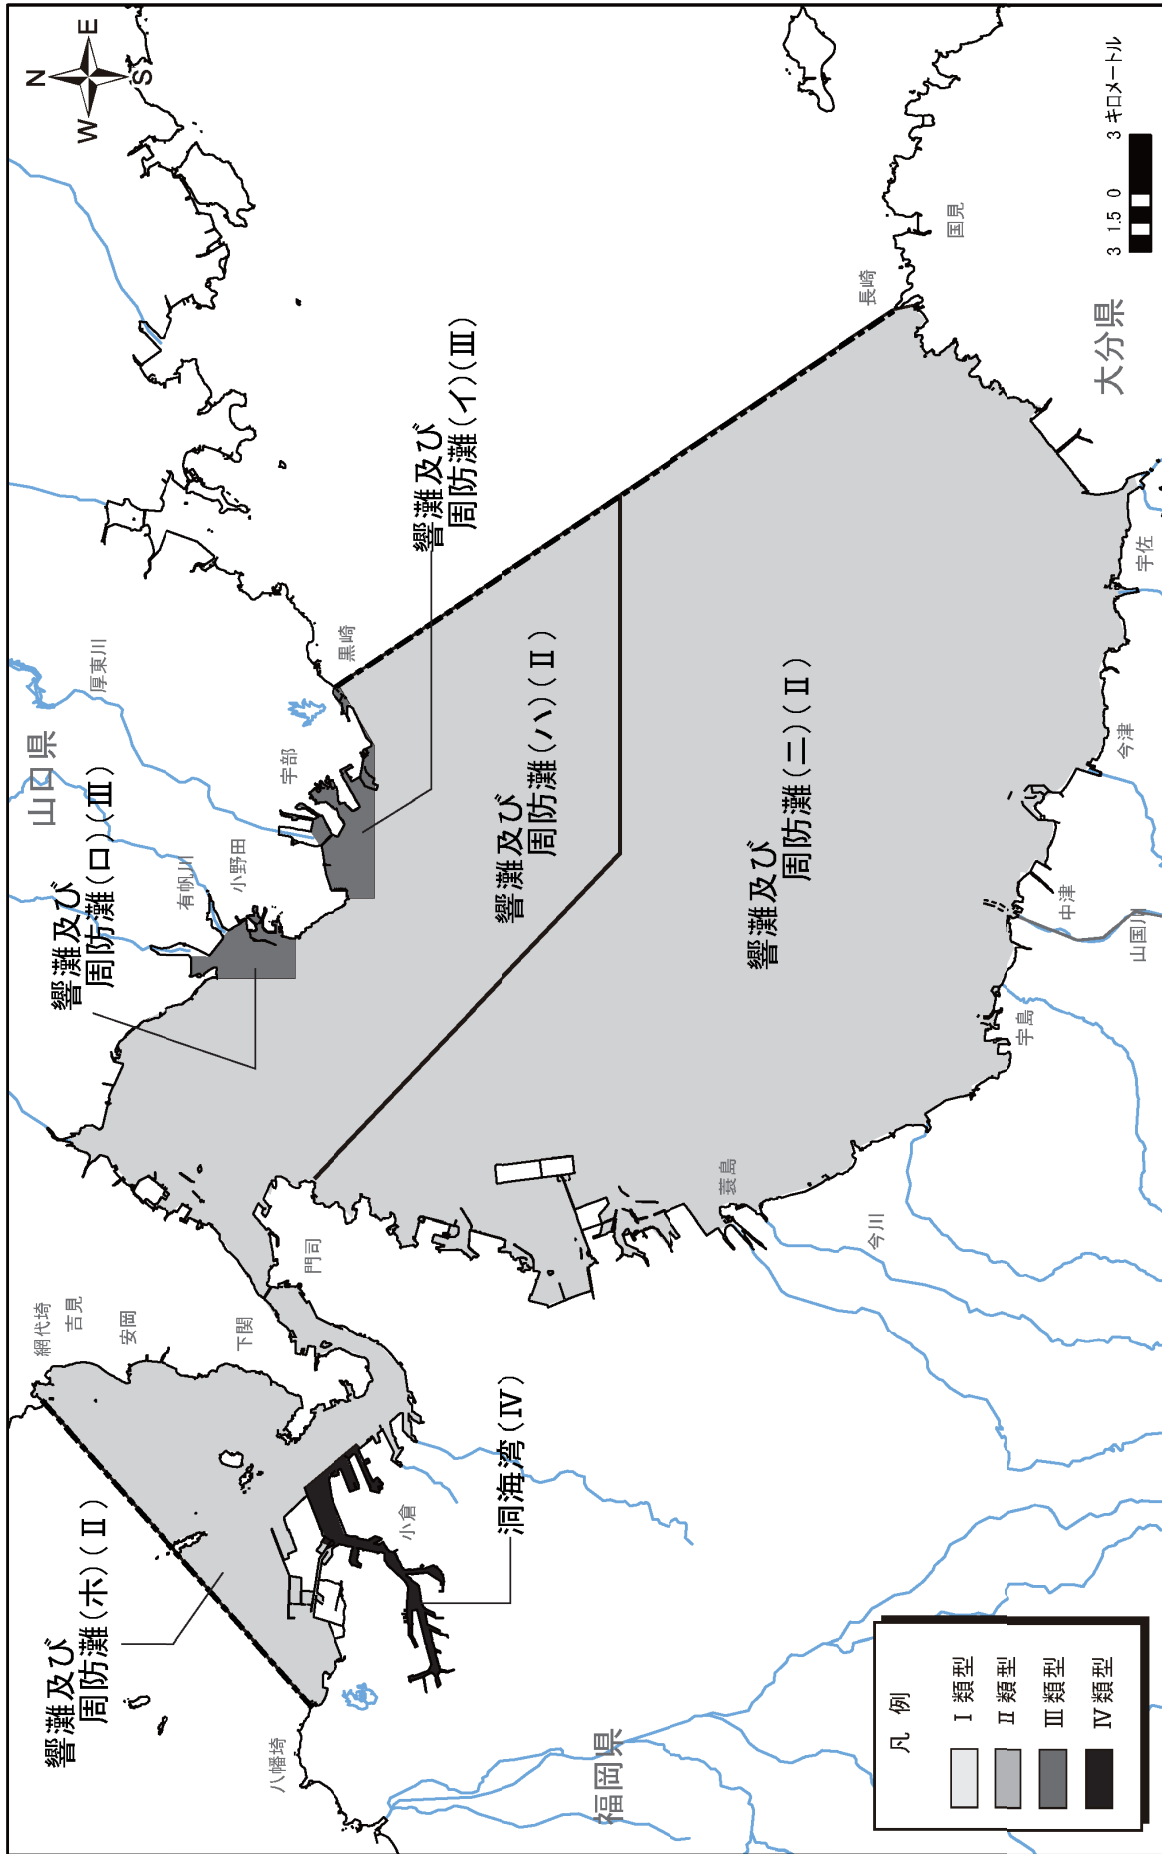 響灘及び
周防灘(ホ)(Ⅱ)
網代埼
吉見
安岡
下関
八幡埼
小倉
洞海湾(Ⅳ)
門司
福岡県
響灘及び
周防灘(ロ)(Ⅲ)
山口県
有帆川
小野田
厚東川
宇部
黒崎
響灘及び
周防灘(イ)(Ⅲ)
響灘及び
周防灘(ハ)(Ⅱ)
響灘及び
周防灘(ニ)(Ⅱ)
蓑島
今川
宇島
中津
山国川
今津
宇佐
長崎
国見
大分県
N
E
S
W
3 1.5 0 3 キロメートル
凡 例
Ⅰ 類型
Ⅱ 類型
Ⅲ 類型
Ⅳ 類型